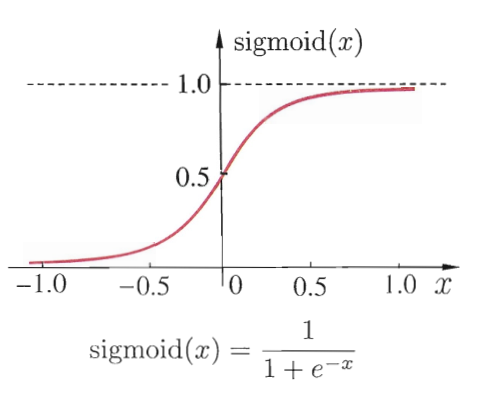 sigmoid(x)
1.0
0.5
−1.0 −0.5 0 0.5 1.0 x
sigmoid(x) = 1 / (1 + e^{−x})